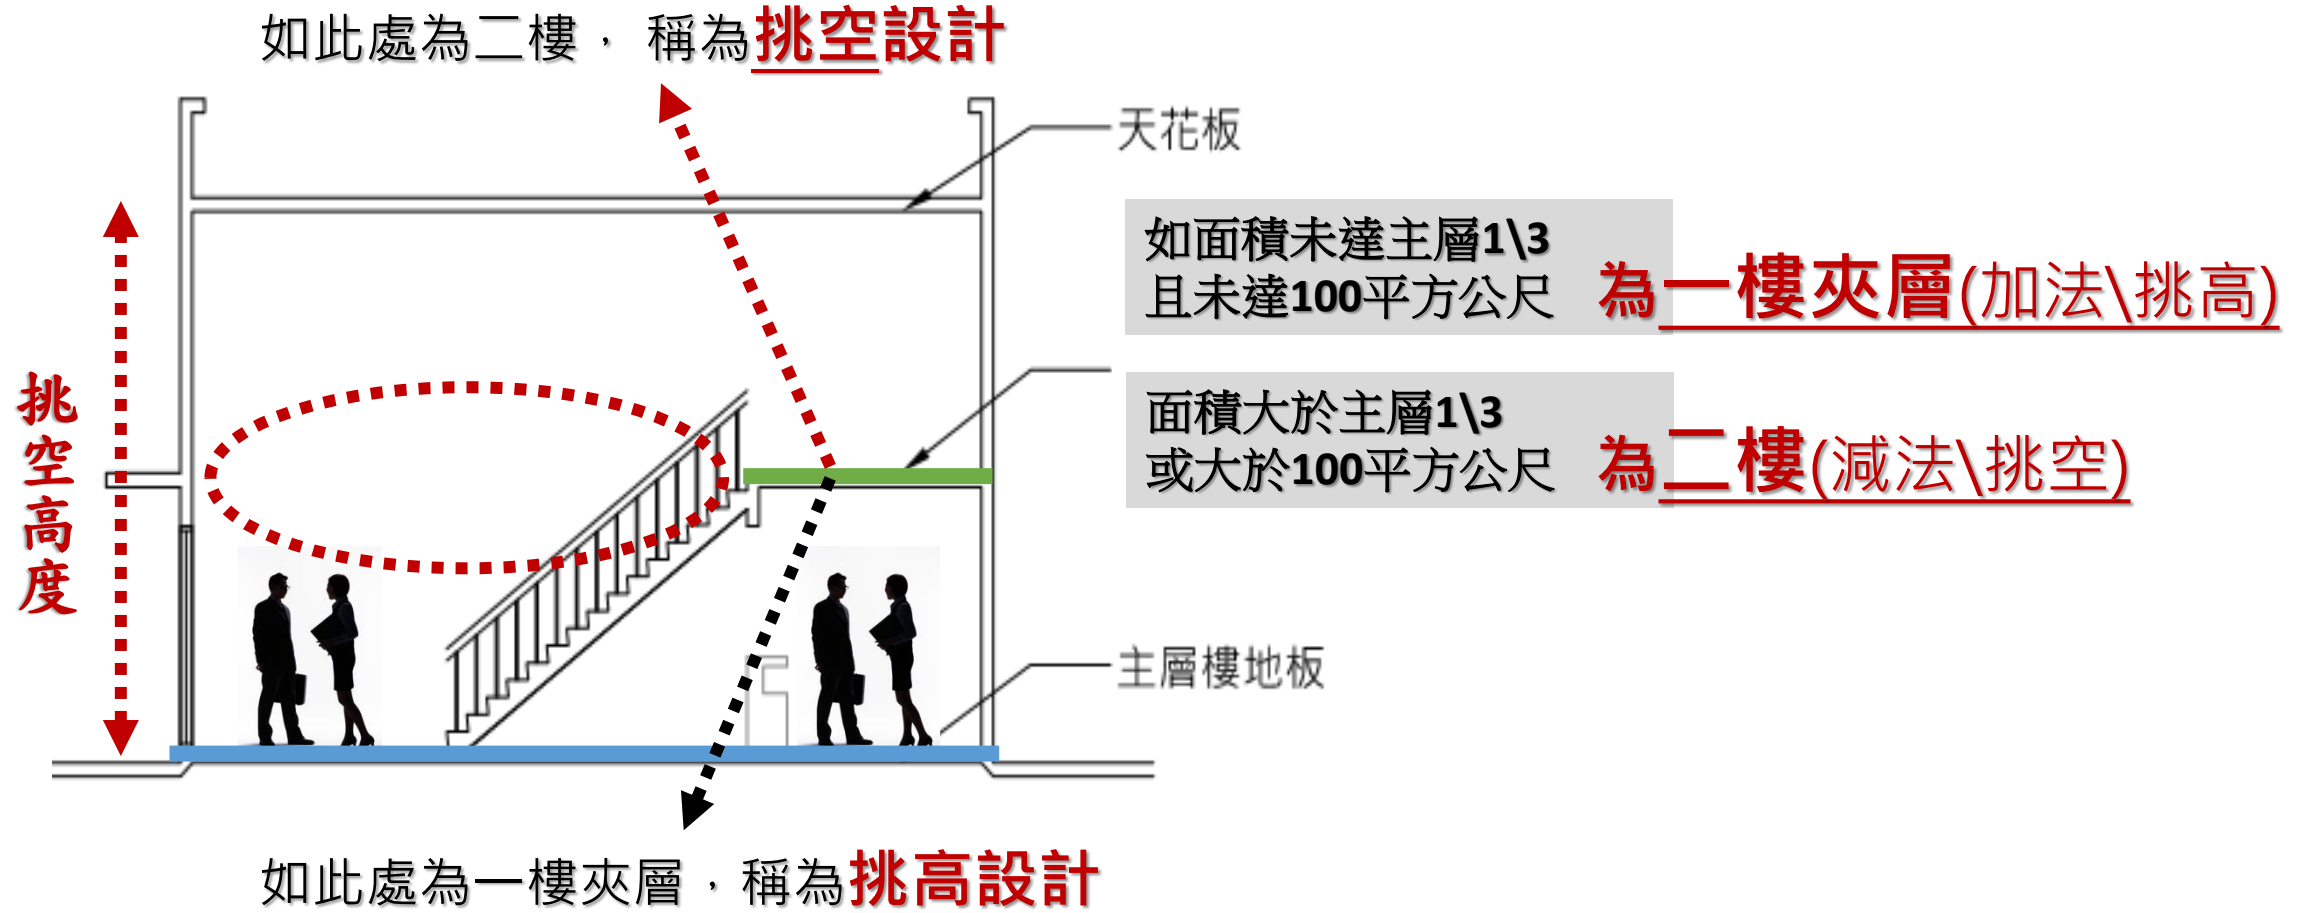 如此處為二樓， 稱為挑空設計
天花板
如面積未達主層1\3
且未達100平方公尺
為一樓夾層(加法\挑高)
挑空高度
面積大於主層1\3
或大於100平方公尺
為二樓(減法\挑空)
主層樓地板
如此處為一樓夾層，稱為挑高設計